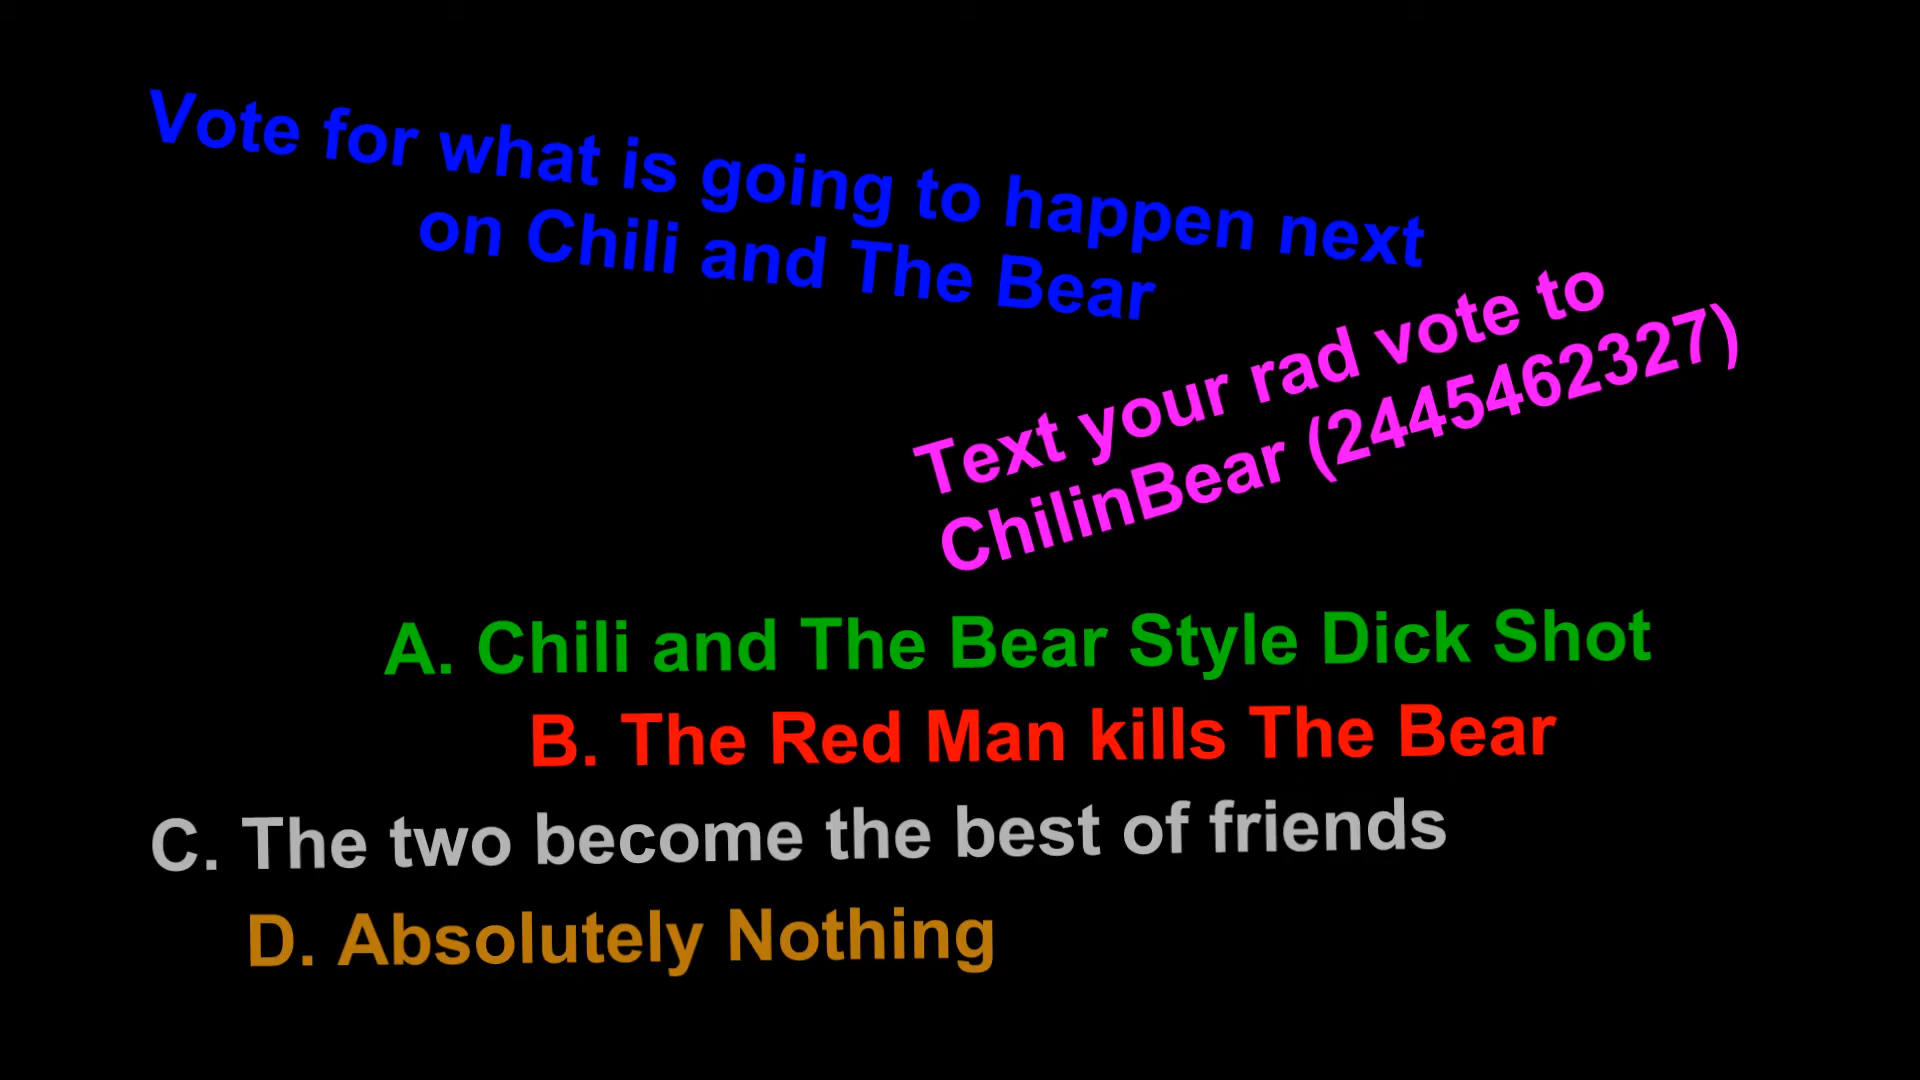 Vote for what is going to happen next
on Chili and The Bear
Text your rad vote to
ChilinBear (2445462327)
A. Chili and The Bear Style Dick Shot
B. The Red Man kills The Bear
C. The two become the best of friends
D. Absolutely Nothing